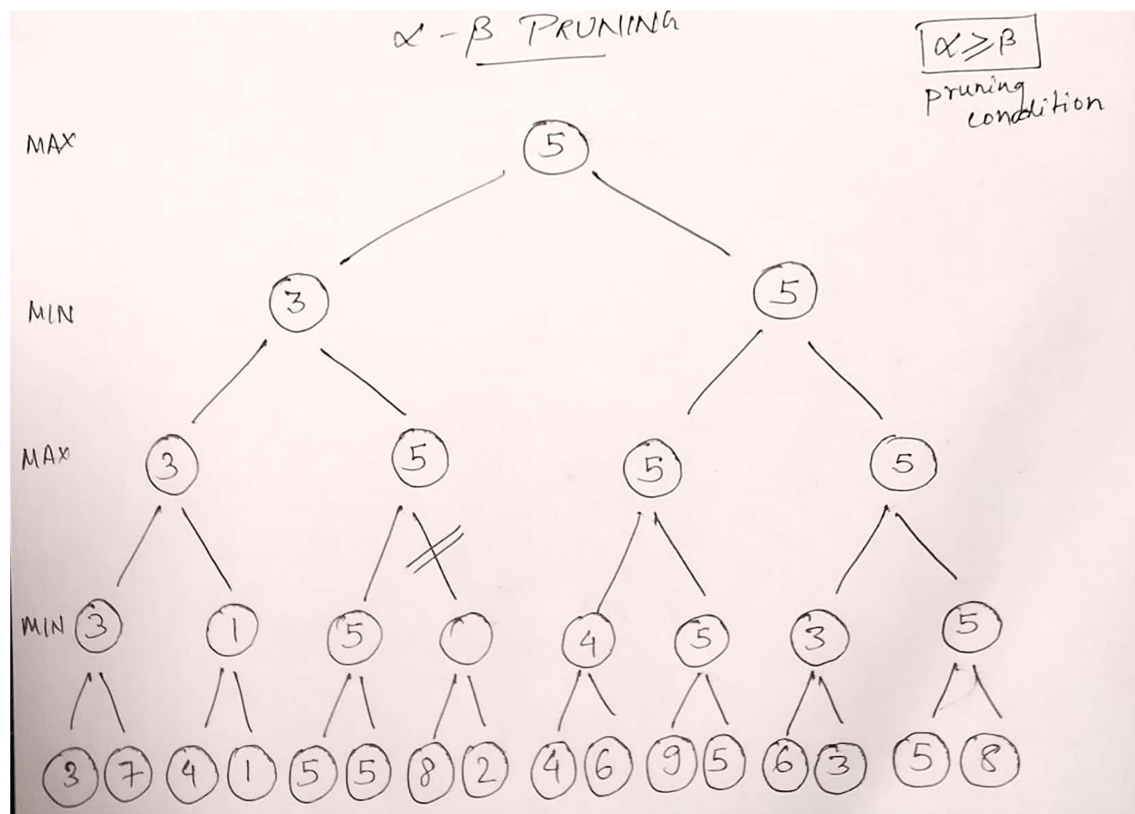 α - β PRUNING
α ≥ β
pruning
condition
MAX
5
MIN
3 5
MAX
3 5 5 5
MIN 3 1 5 4 5 3 5
3 7 4 1 5 5 8 2 4 6 9 5 6 3 5 8